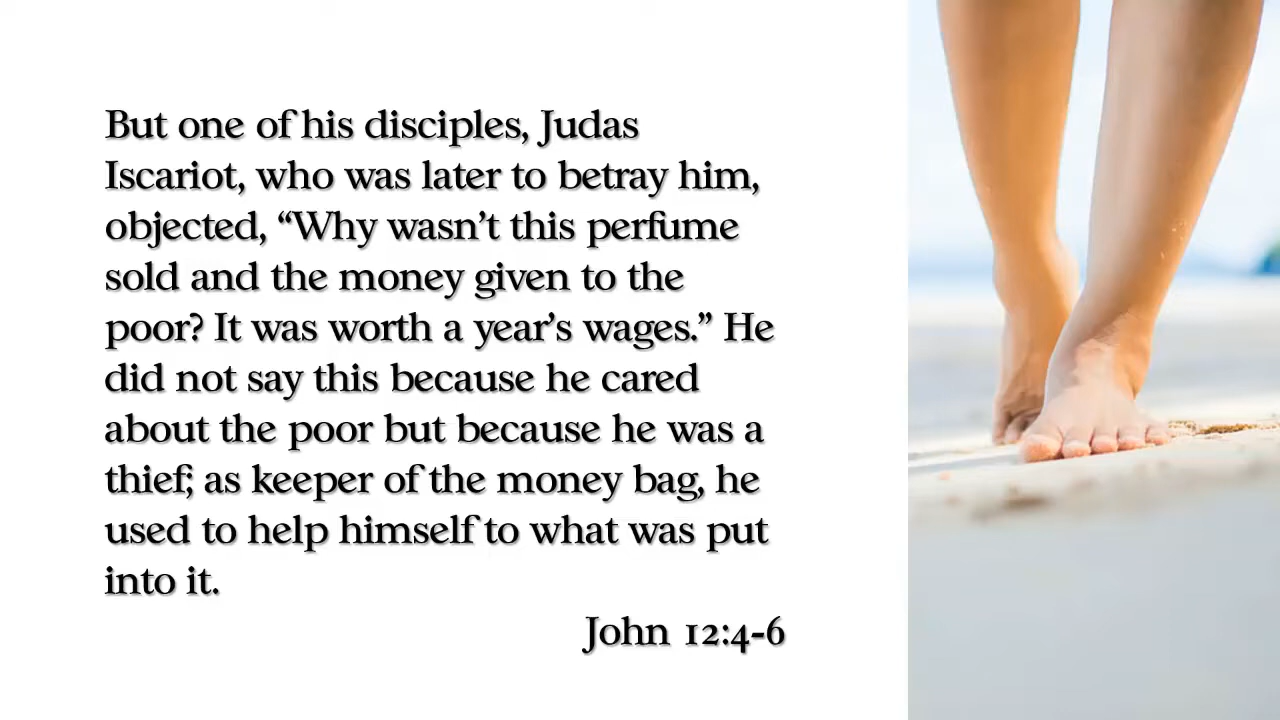 But one of his disciples, Judas
Iscariot, who was later to betray him,
objected, “Why wasn’t this perfume
sold and the money given to the
poor? It was worth a year’s wages.” He
did not say this because he cared
about the poor but because he was a
thief; as keeper of the money bag, he
used to help himself to what was put
into it.
John 12:4-6